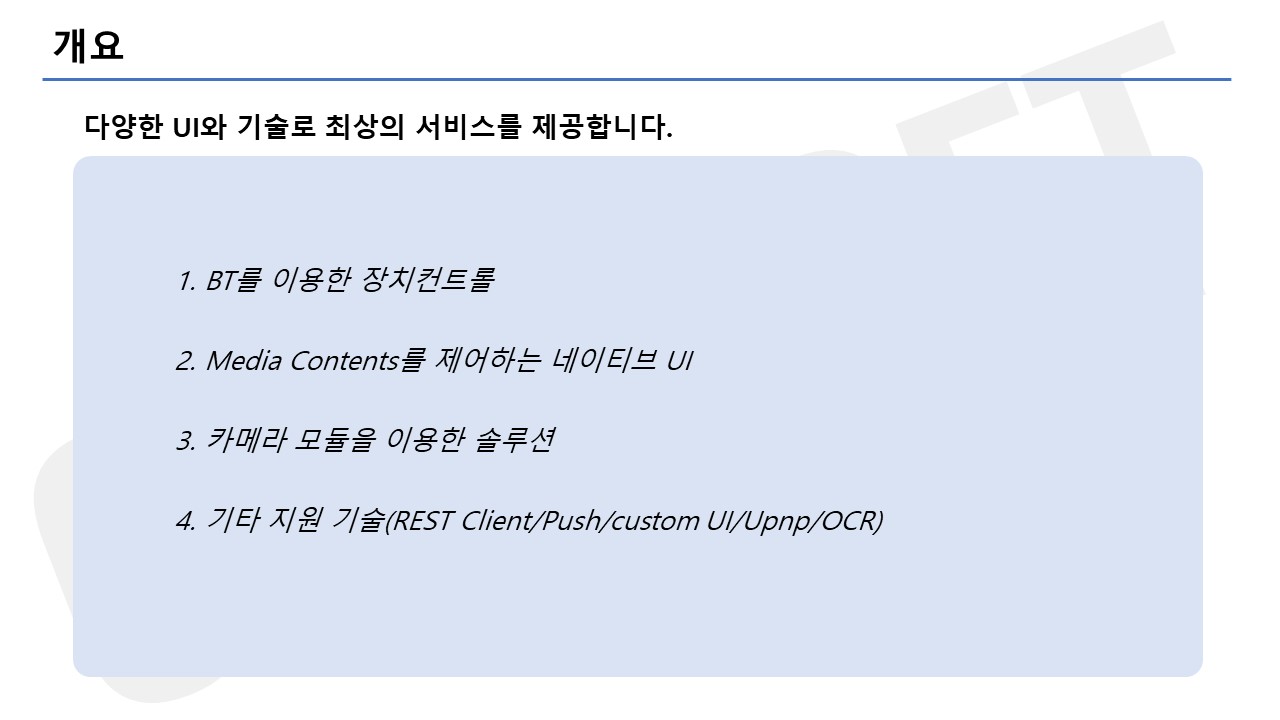 개요
다양한 UI와 기술로 최상의 서비스를 제공합니다.
1. BT를 이용한 장치컨트롤
2. Media Contents를 제어하는 네이티브 UI
3. 카메라 모듈을 이용한 솔루션
4. 기타 지원 기술(REST Client/Push/custom UI/Upnp/OCR)